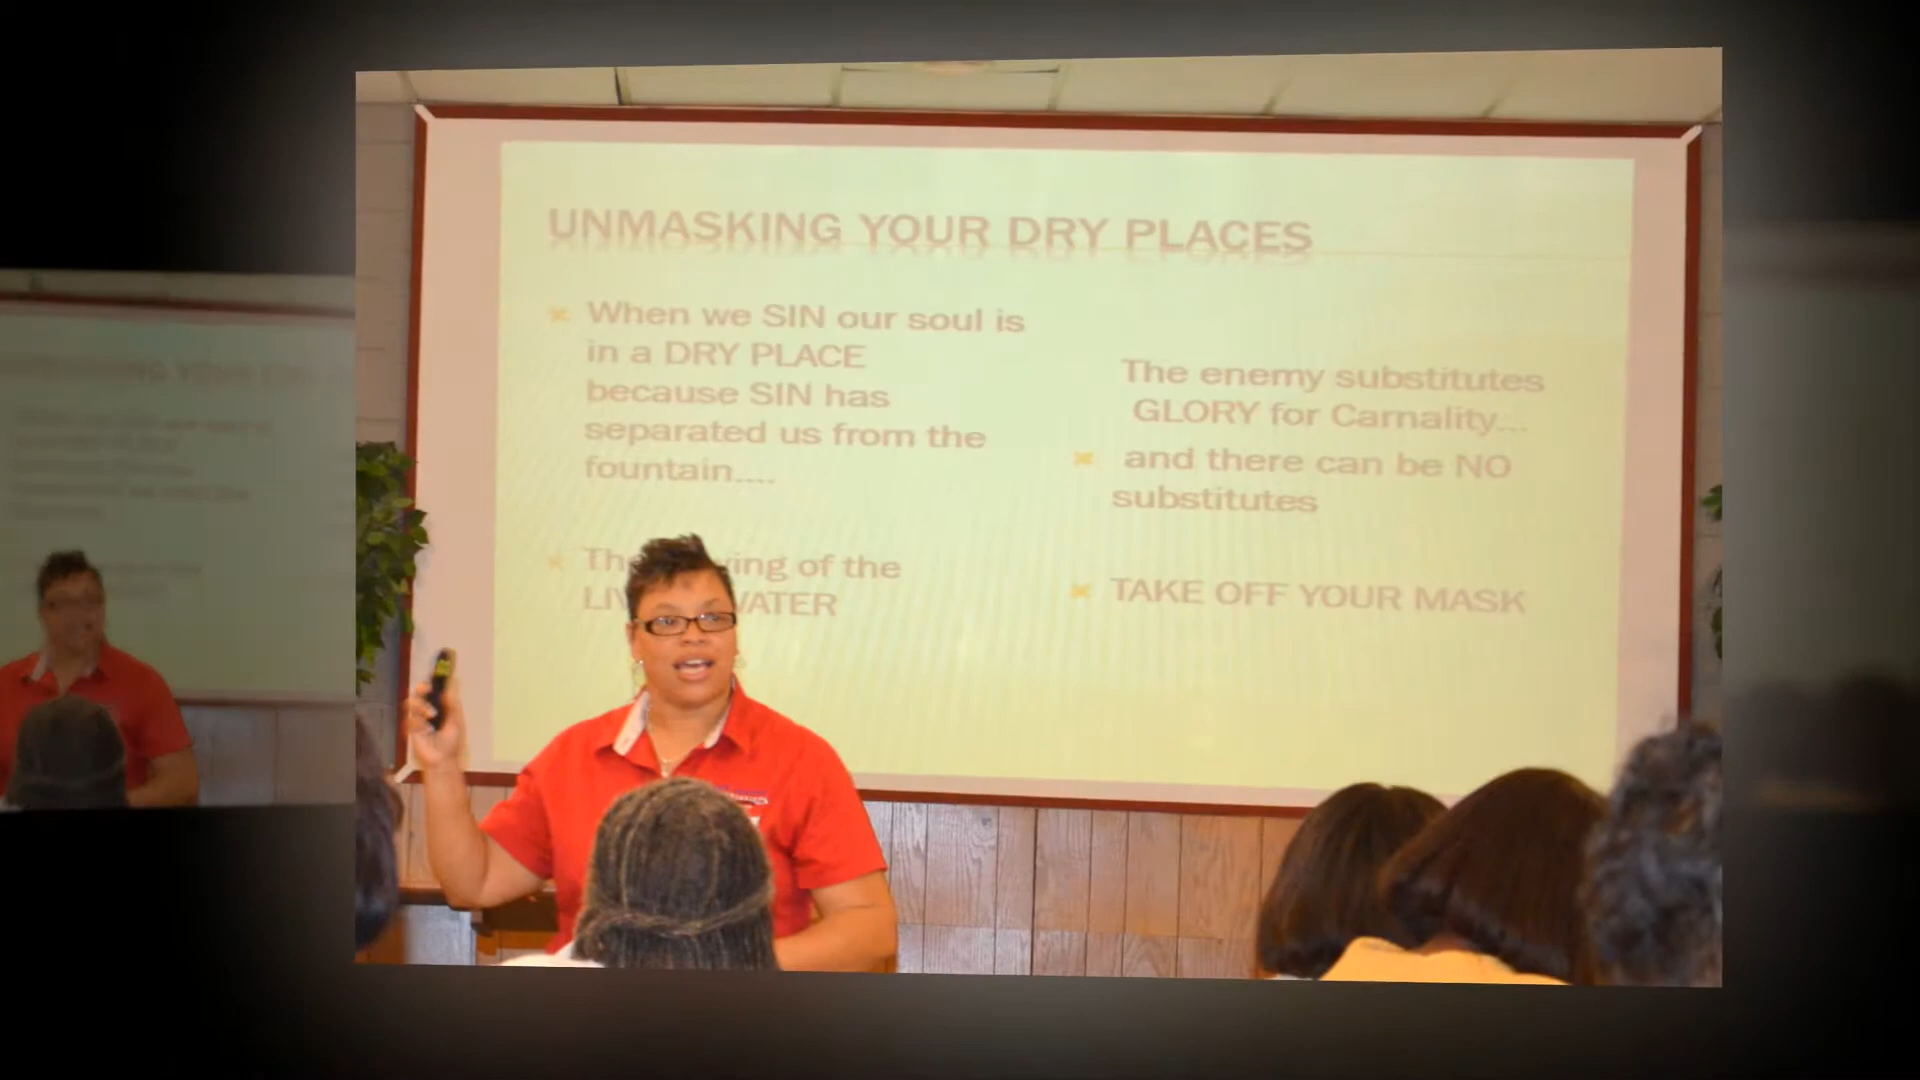 UNMASKING YOUR DRY PLACES
When we SIN our soul is
in a DRY PLACE
because SIN has
separated us from the
fountain....
of the
The enemy substitutes
GLORY for Carnality...
and there can be NO
substitutes
TAKE OFF YOUR MASK